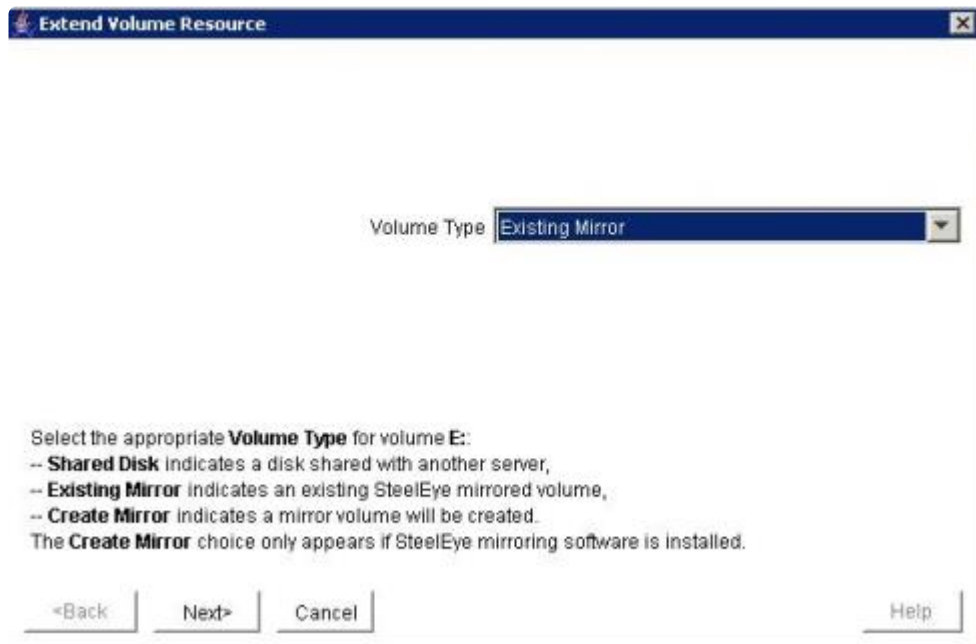 Extend Volume Resource
Volume Type Existing Mirror
Select the appropriate Volume Type for volume E:.
-- Shared Disk indicates a disk shared with another server,
-- Existing Mirror indicates an existing SteelEye mirrored volume,
-- Create Mirror indicates a mirror volume will be created.
The Create Mirror choice only appears if SteelEye mirroring software is installed.
<Back Next> Cancel Help